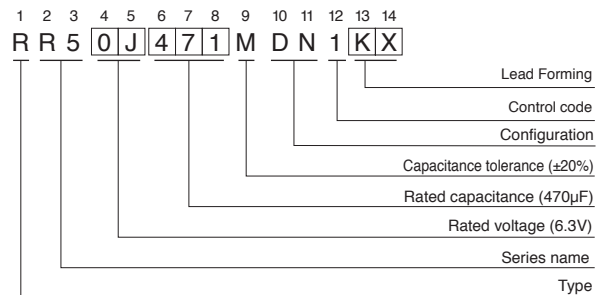 1 2 3 4 5 6 7 8 9 10 11 12 13 14
R R 5 0 J 4 7 1 M D N 1 K X
Lead Forming
Control code
Configuration
Capacitance tolerance (±20%)
Rated capacitance (470μF)
Rated voltage (6.3V)
Series name
Type